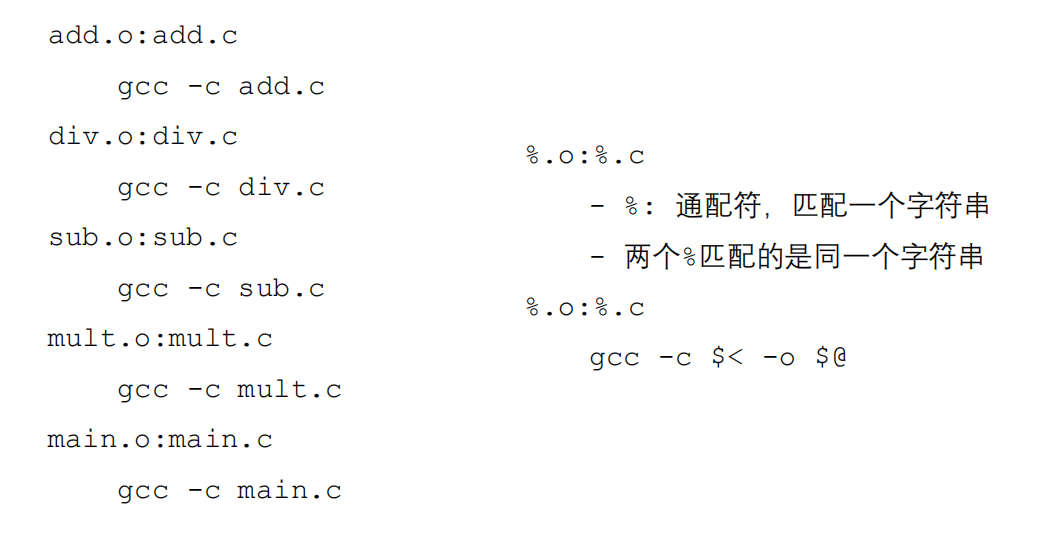 add.o:add.c
gcc -c add.c
div.o:div.c
gcc -c div.c
sub.o:sub.c
gcc -c sub.c
mult.o:mult.c
gcc -c mult.c
main.o:main.c
gcc -c main.c
%.o:%.c
- %: 通配符，匹配一个字符串
- 两个%匹配的是同一个字符串
%.o:%.c
gcc -c $< -o $@